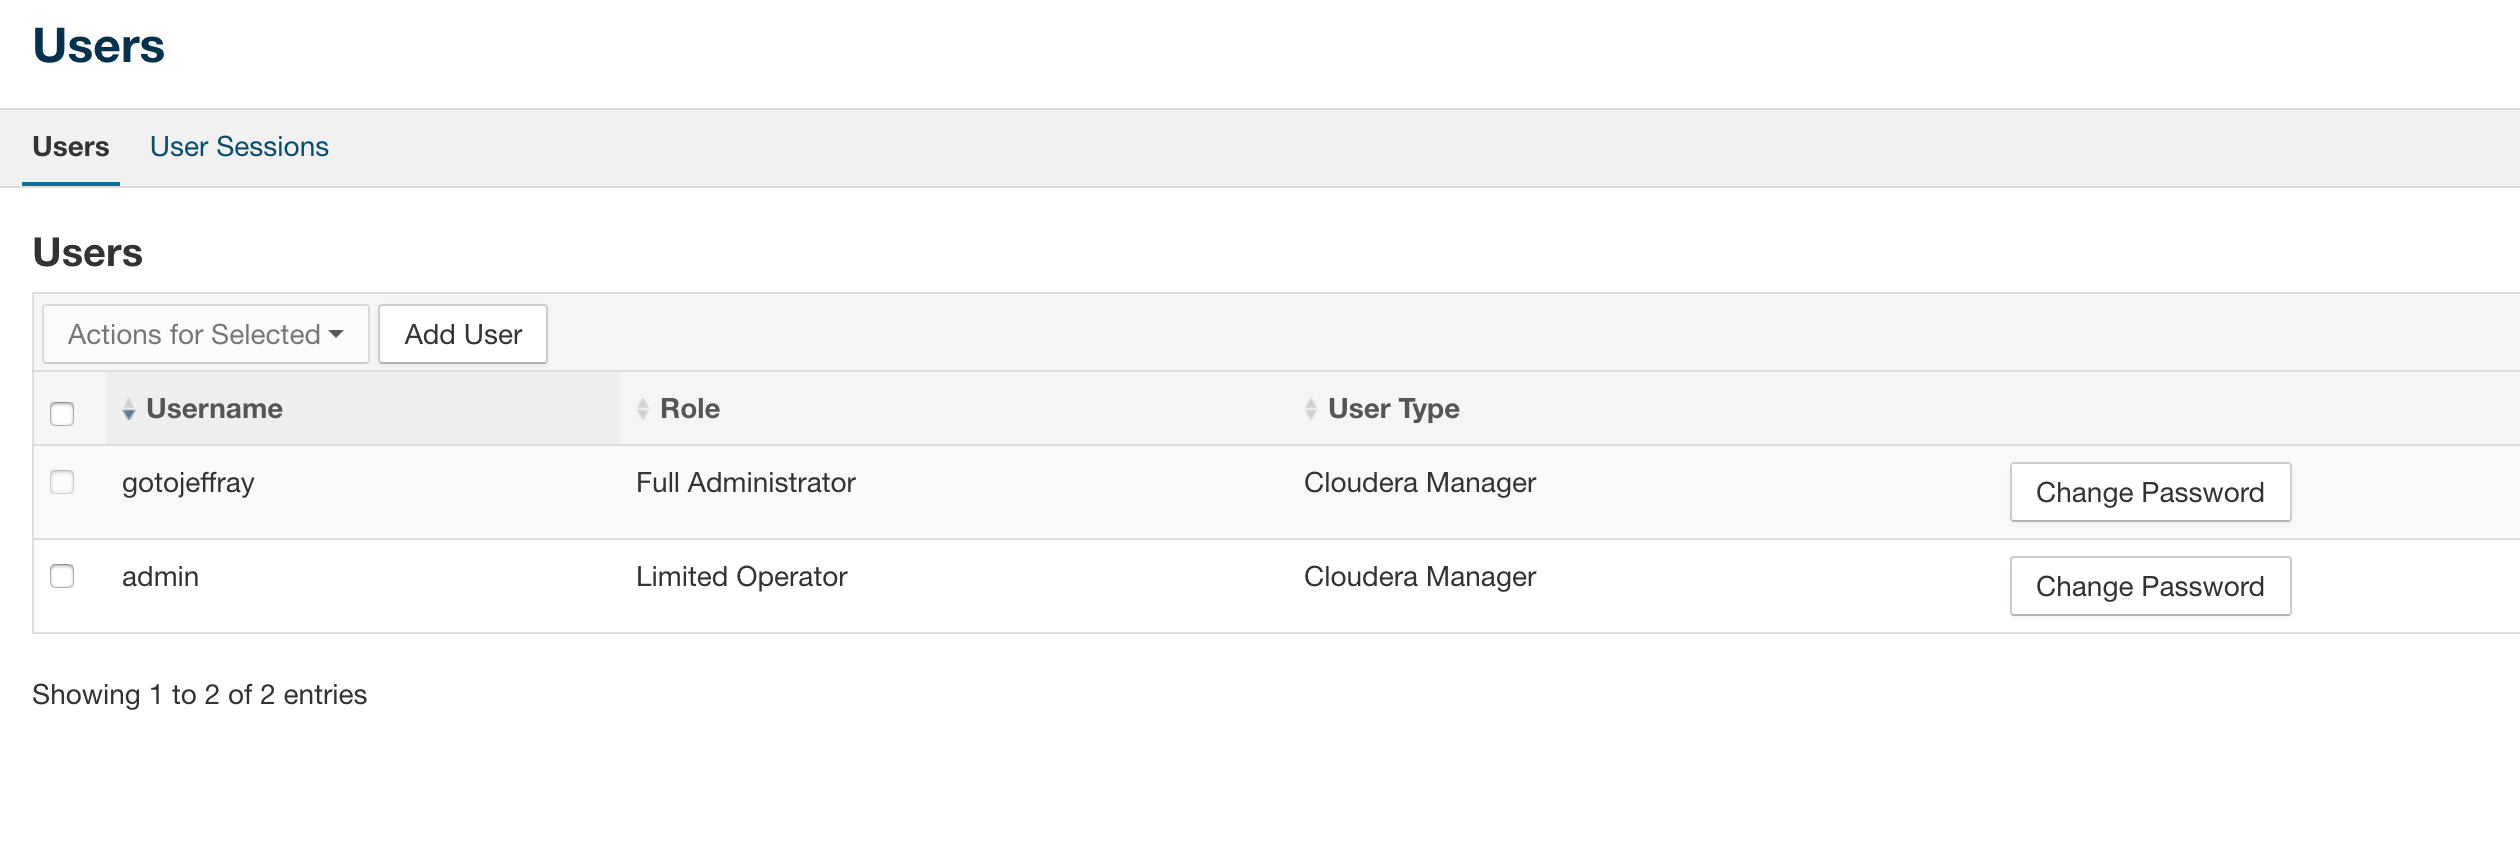 Users
Users User Sessions
Users
Actions for Selected Add User
Username Role User Type
gotojeffray Full Administrator Cloudera Manager Change Password
admin Limited Operator Cloudera Manager Change Password
Showing 1 to 2 of 2 entries